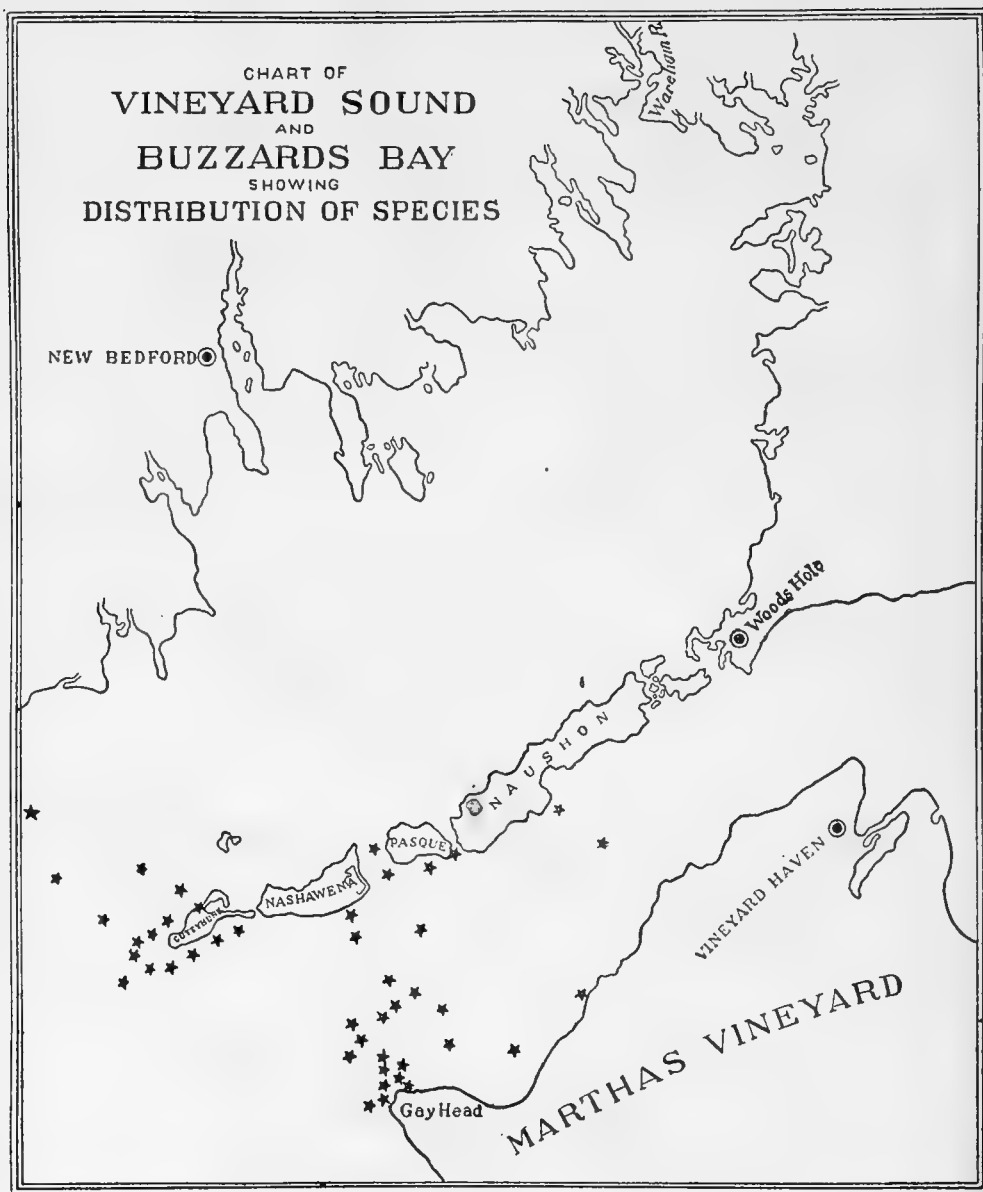 CHART OF
VINEYARD SOUND
AND
BUZZARDS BAY
SHOWING
DISTRIBUTION OF SPECIES
Wareham R.
NEW BEDFORD
Woods Hole
NAUSHON
PASQUE
NASHAWENA
CUTTYHUNK
VINEYARD HAVEN
MARTHAS VINEYARD
Gay Head